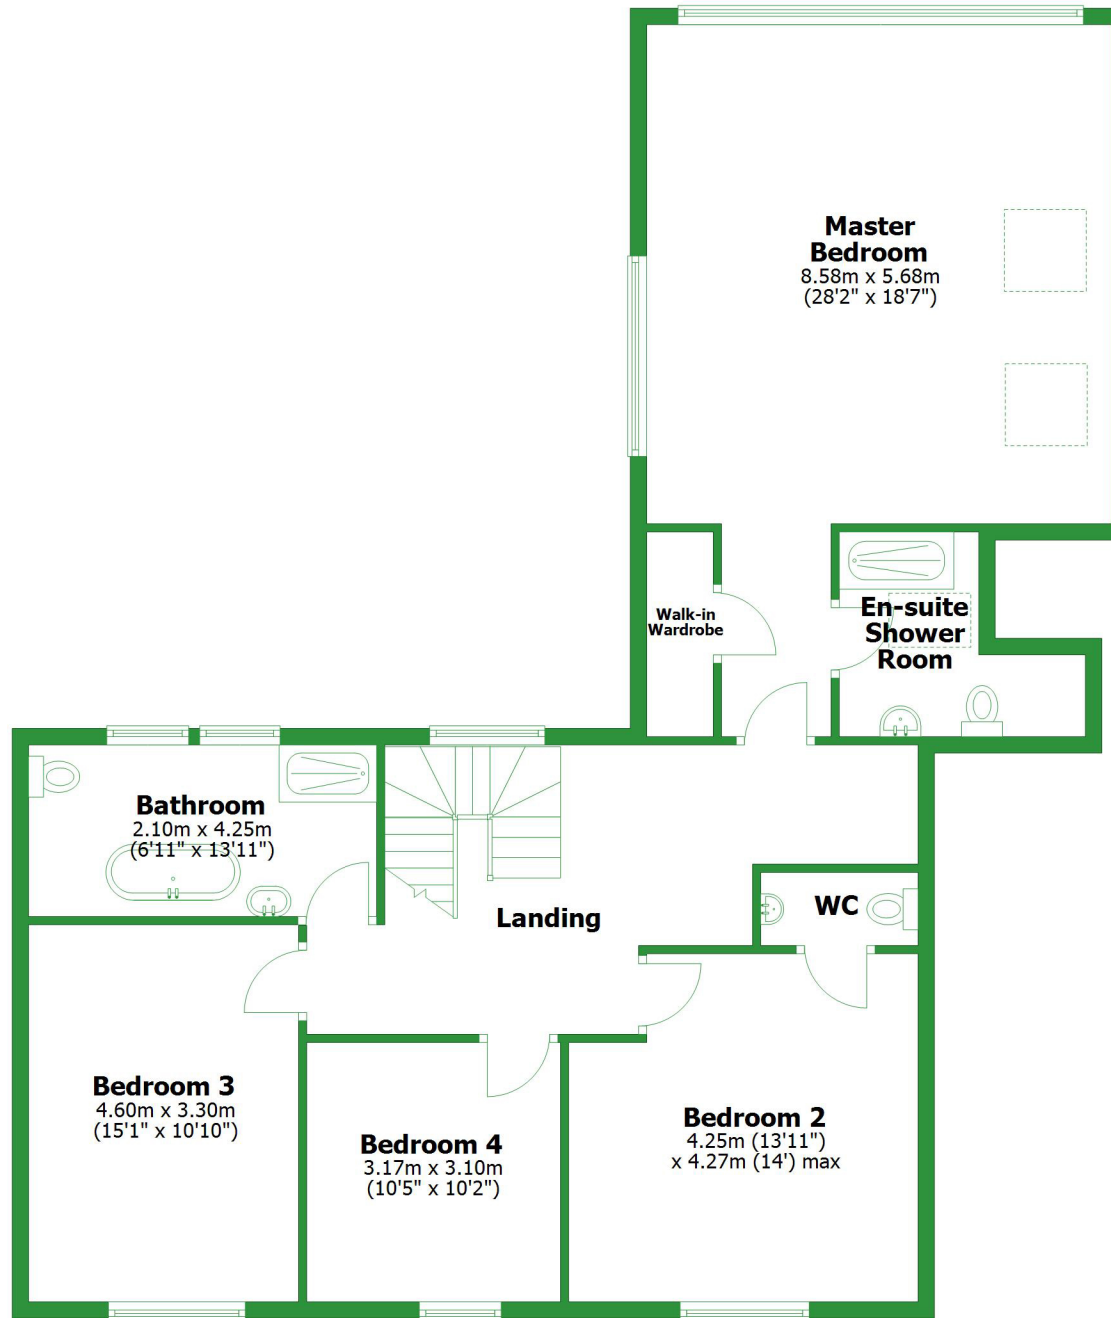 Master
Bedroom
8.58m x 5.68m
(28'2" x 18'7")
Walk-in
Wardrobe
En-suite
Shower
Room
Bathroom
2.10m x 4.25m
(6'11" x 13'11")
Landing
WC
Bedroom 3
4.60m x 3.30m
(15'1" x 10'10")
Bedroom 4
3.17m x 3.10m
(10'5" x 10'2")
Bedroom 2
4.25m (13'11")
x 4.27m (14') max